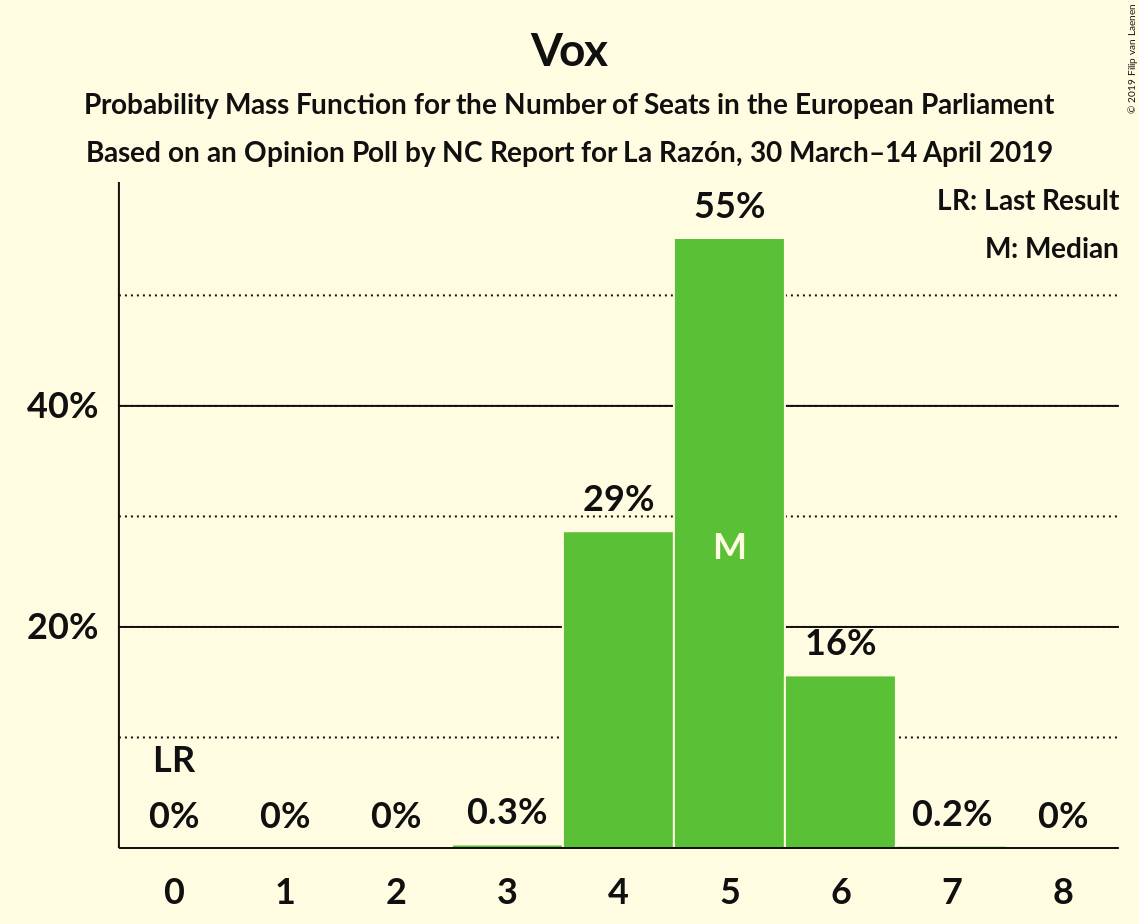 Vox
Probability Mass Function for the Number of Seats in the European Parliament
Based on an Opinion Poll by NC Report for La Razón, 30 March–14 April 2019
© 2019 Filip van Laenen
LR: Last Result
M: Median
55%
40%
29%
M
20%
16%
LR
0% 0% 0% 0.3% 0.2% 0%
0 1 2 3 4 5 6 7 8